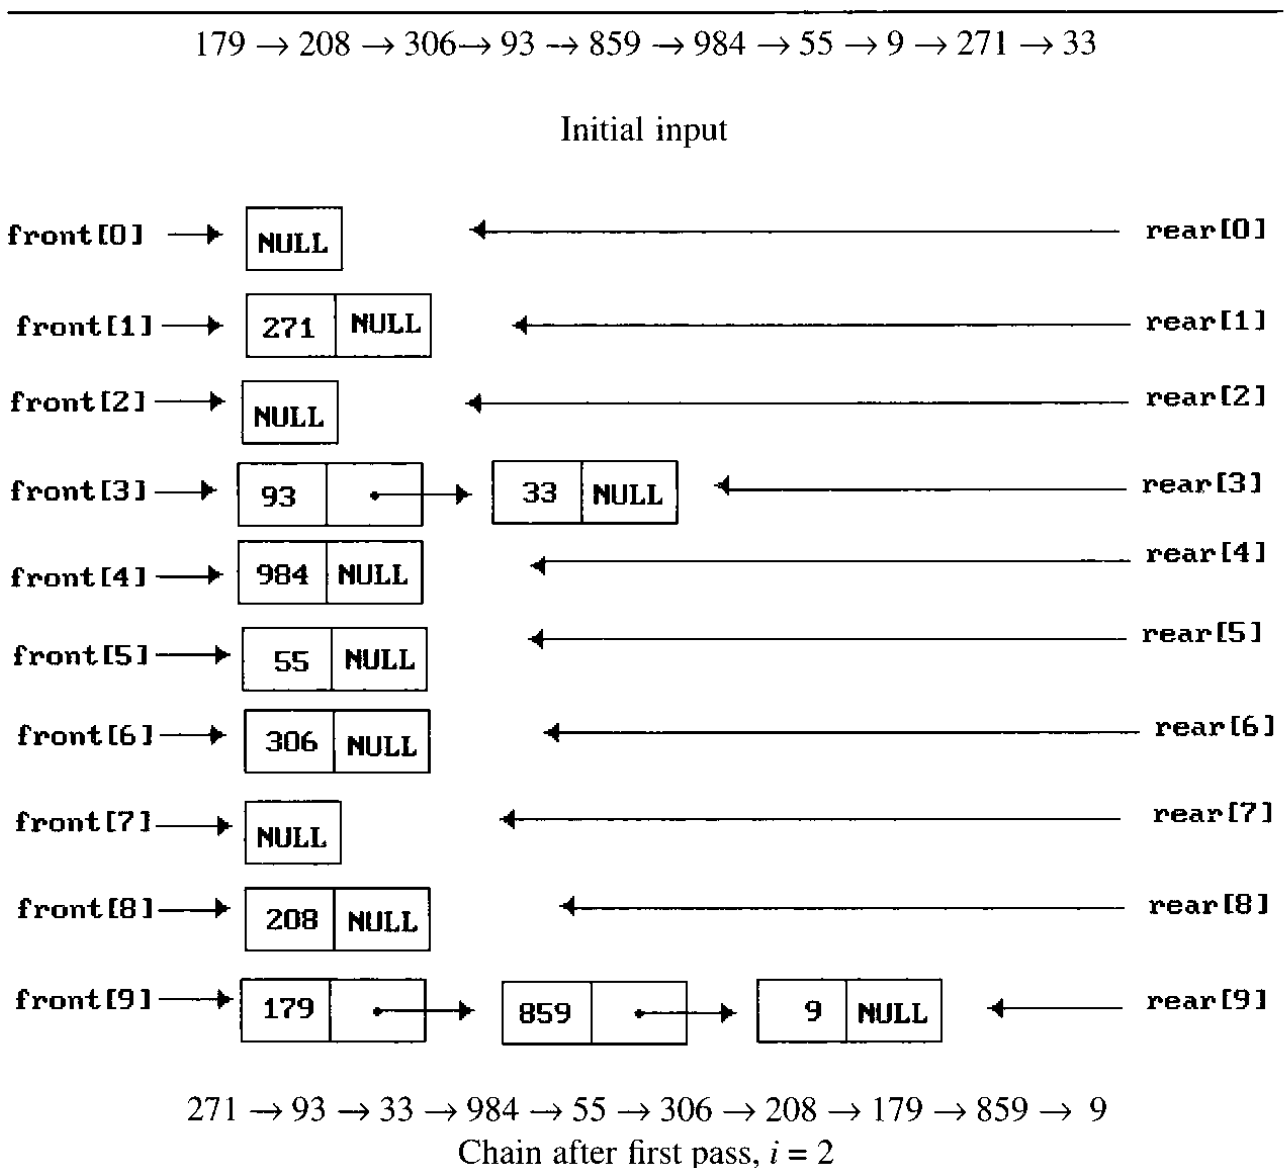 179 → 208 → 306→ 93 → 859 → 984 → 55 → 9 → 271 → 33
Initial input
front[0] → NULL ← rear[0]
front[1] → 271 NULL ← rear[1]
front[2] → NULL ← rear[2]
front[3] → 93 → 33 NULL ← rear[3]
front[4] → 984 NULL ← rear[4]
front[5] → 55 NULL ← rear[5]
front[6] → 306 NULL ← rear[6]
front[7] → NULL ← rear[7]
front[8] → 208 NULL ← rear[8]
front[9] → 179 → 859 → 9 NULL ← rear[9]
271 → 93 → 33 → 984 → 55 → 306 → 208 → 179 → 859 → 9
Chain after first pass, i = 2